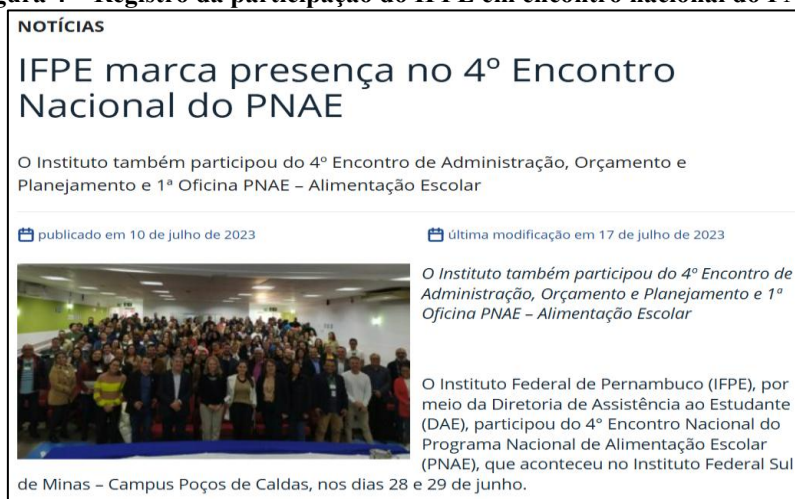 NOTÍCIAS
IFPE marca presença no 4º Encontro
Nacional do PNAE
O Instituto também participou do 4º Encontro de Administração, Orçamento e
Planejamento e 1ª Oficina PNAE – Alimentação Escolar
publicado em 10 de julho de 2023
última modificação em 17 de julho de 2023
O Instituto também participou do 4º Encontro de
Administração, Orçamento e Planejamento e 1ª
Oficina PNAE – Alimentação Escolar
O Instituto Federal de Pernambuco (IFPE), por
meio da Diretoria de Assistência ao Estudante
(DAE), participou do 4° Encontro Nacional do
Programa Nacional de Alimentação Escolar
(PNAE), que aconteceu no Instituto Federal Sul
de Minas – Campus Poços de Caldas, nos dias 28 e 29 de junho.